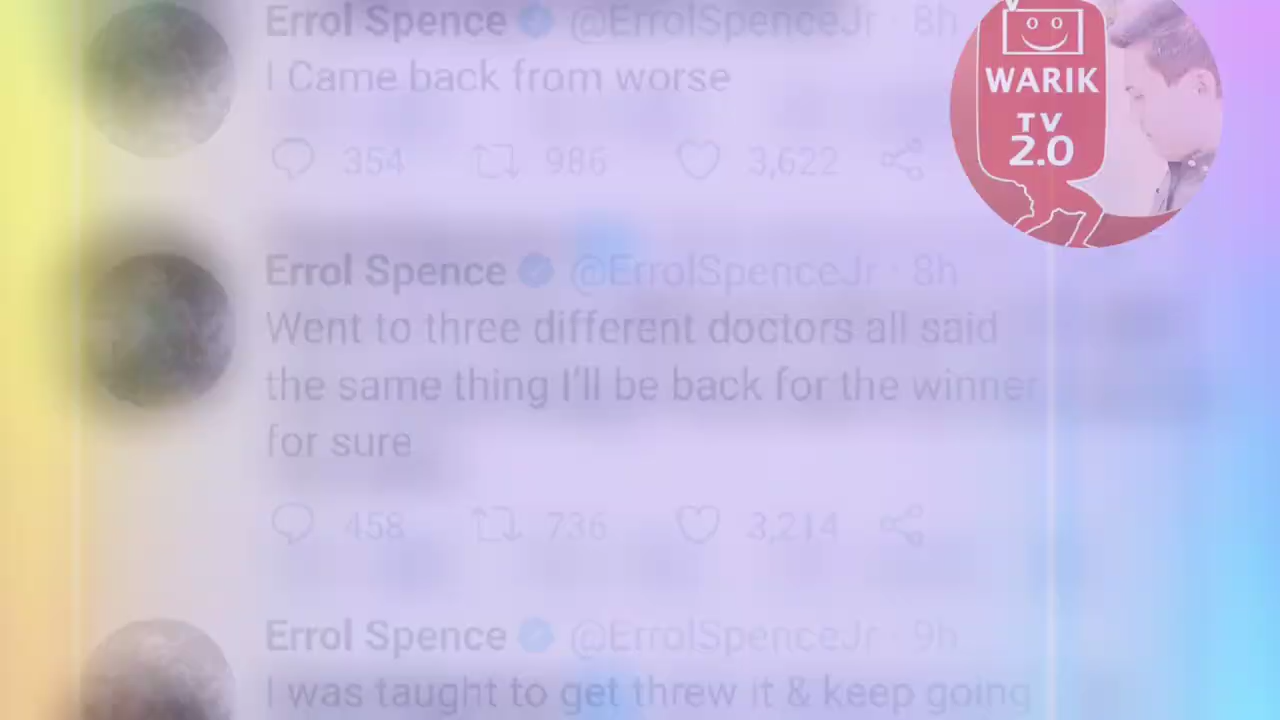 Errol Spence @ErrolSpenceJr · 8h
I Came back from worse
354 986 3,622
WARIK
TV
2.0
Errol Spence @ErrolSpenceJr · 8h
Went to three different doctors all said
the same thing I'll be back for the winner
for sure
458 736 3,214
Errol Spence @ErrolSpenceJr · 9h
I was taught to get threw it & keep going